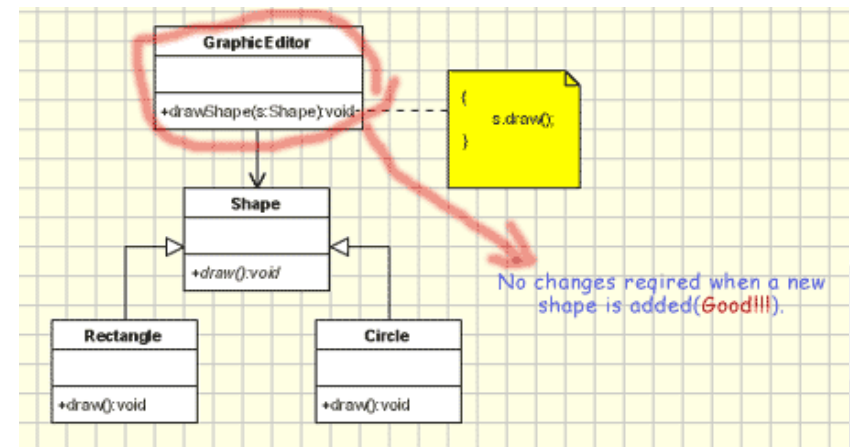 GraphicEditor
+drawShape(s:Shape):void
{
s.draw();
}
Shape
+draw():void
No changes reqired when a new
shape is added(Good!!!).
Rectangle
+draw():void
Circle
+draw():void